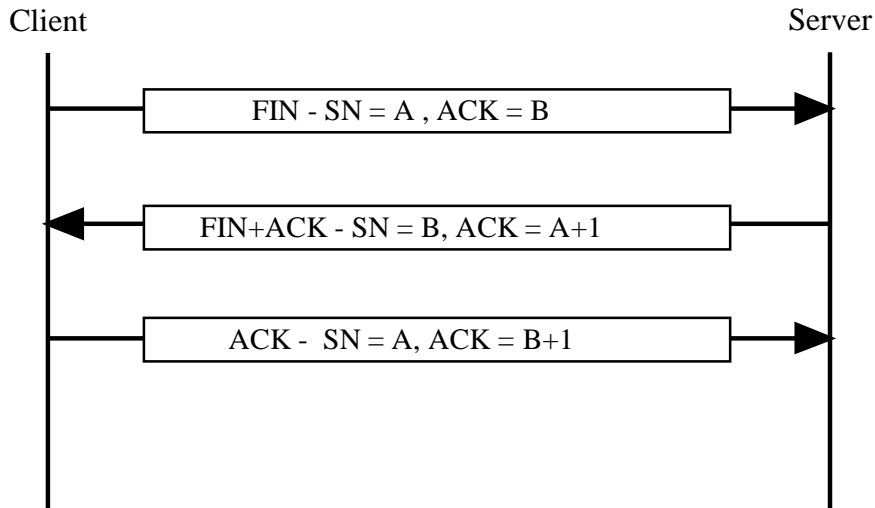 Client
Server
FIN - SN = A , ACK = B
FIN+ACK - SN = B, ACK = A+1
ACK - SN = A, ACK = B+1